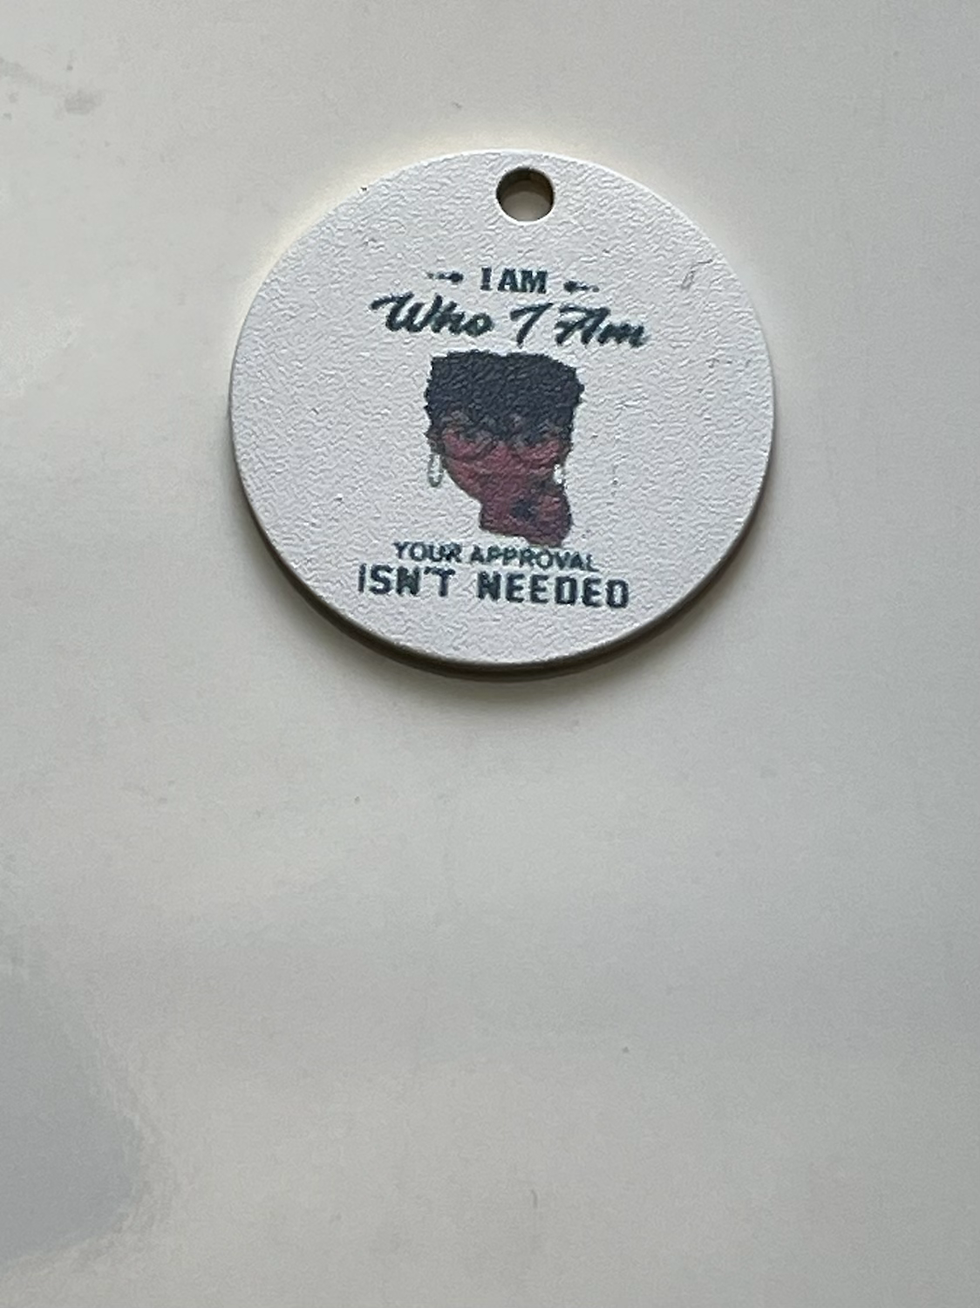 I AM
Who I Am
YOUR APPROVAL
ISN'T NEEDED